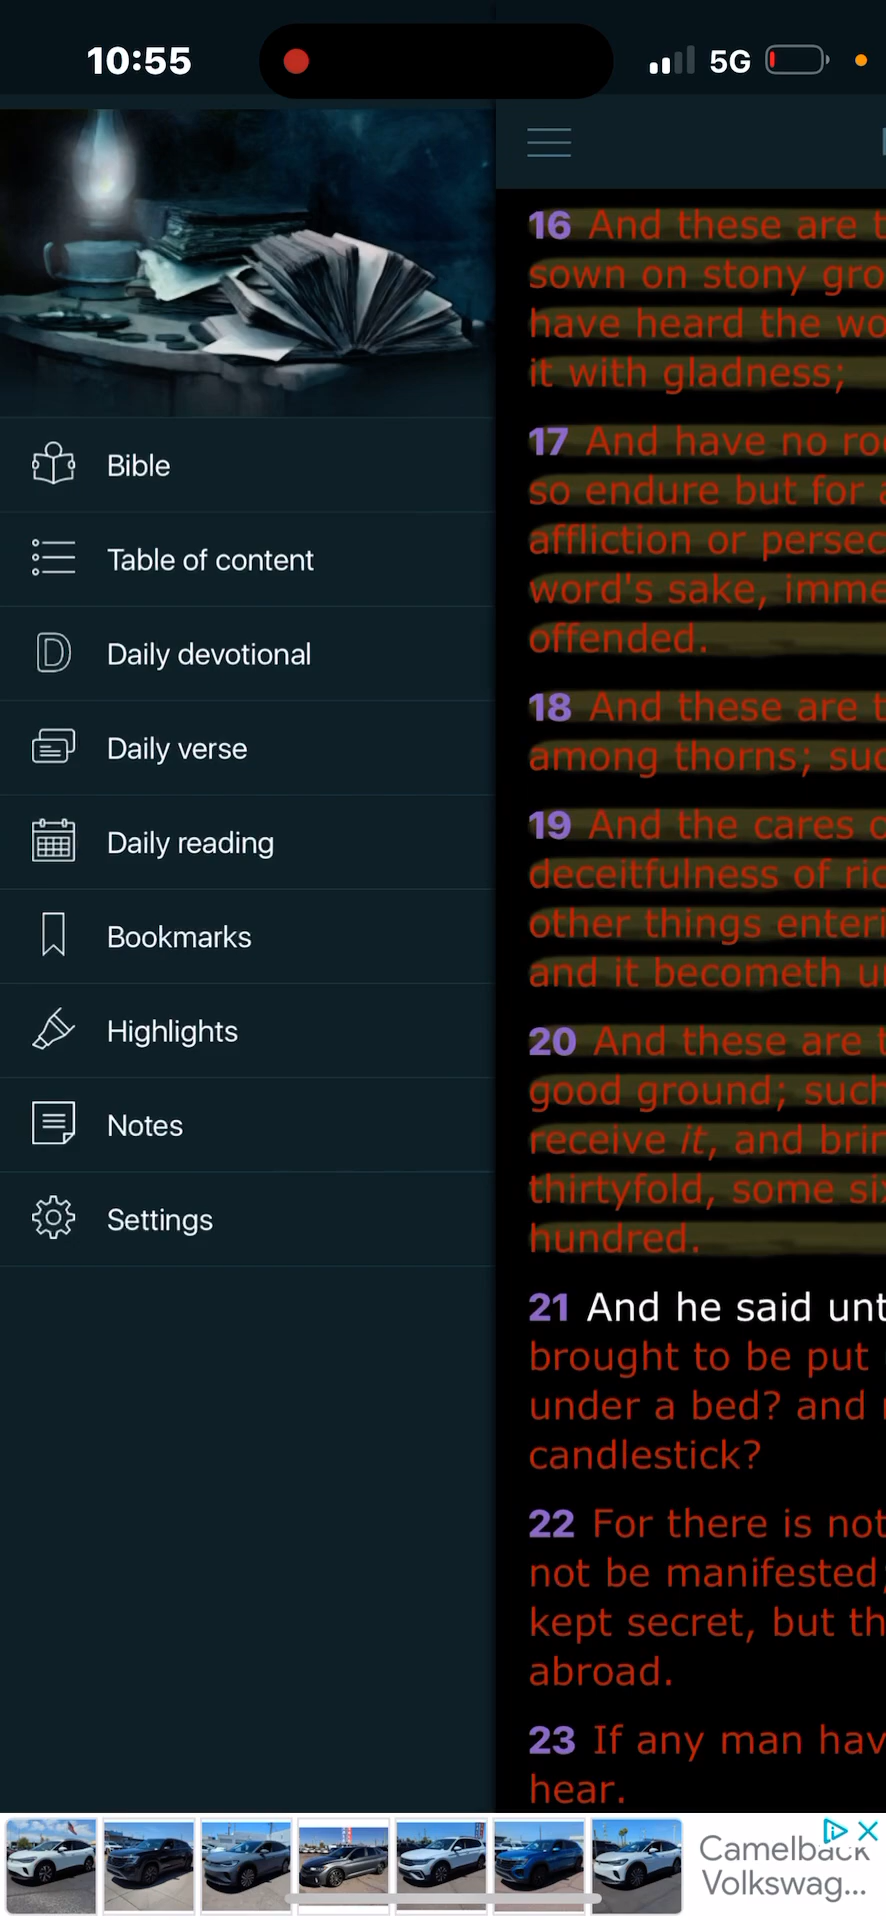 10:55
5G
Bible
Table of content
Daily devotional
Daily verse
Daily reading
Bookmarks
Highlights
Notes
Settings
16 And these are t
sown on stony gro
have heard the wo
it with gladness;
17 And have no ro
so endure but for a
affliction or persec
word's sake, imme
offended.
18 And these are t
among thorns; suc
19 And the cares o
deceitfulness of ric
other things enteri
and it becometh u
20 And these are t
good ground; such
receive it, and brin
thirtyfold, some six
hundred.
21 And he said unt
brought to be put
under a bed? and
candlestick?
22 For there is not
not be manifested;
kept secret, but th
abroad.
23 If any man hav
hear.
Camelback
Volkswag...